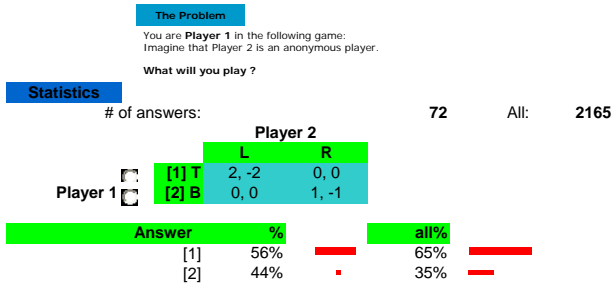 The Problem
You are Player 1 in the following game:
Imagine that Player 2 is an anonymous player.
What will you play ?
Statistics
# of answers: 72 All: 2165
Player 2
L R
[1] T 2, -2 0, 0
Player 1 [2] B 0, 0 1, -1
Answer % all%
[1] 56% 65%
[2] 44% 35%